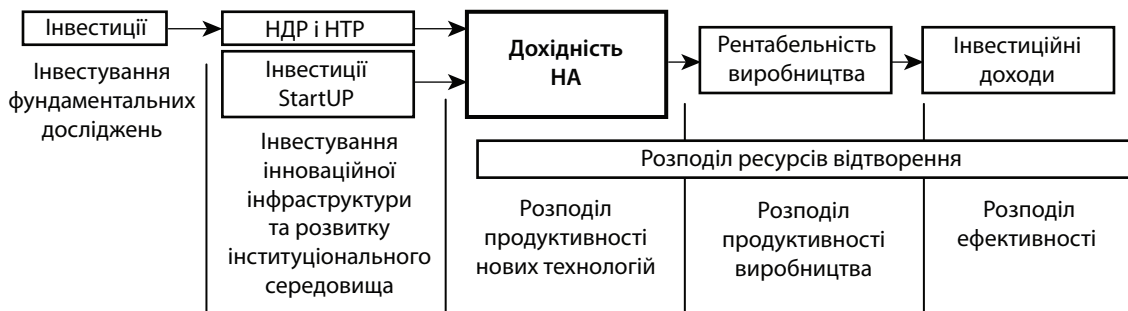 Інвестиції
Інвестування
фундаментальних
досліджень
НДР і НТР
Інвестиції
StartUP
Інвестування
інноваційної
інфраструктури
та розвитку
інституціонального
середовища
Дохідність
НА
Рентабельність
виробництва
Інвестиційні
доходи
Розподіл ресурсів відтворення
Розподіл
продуктивності
нових технологій
Розподіл
продуктивності
виробництва
Розподіл
ефективності